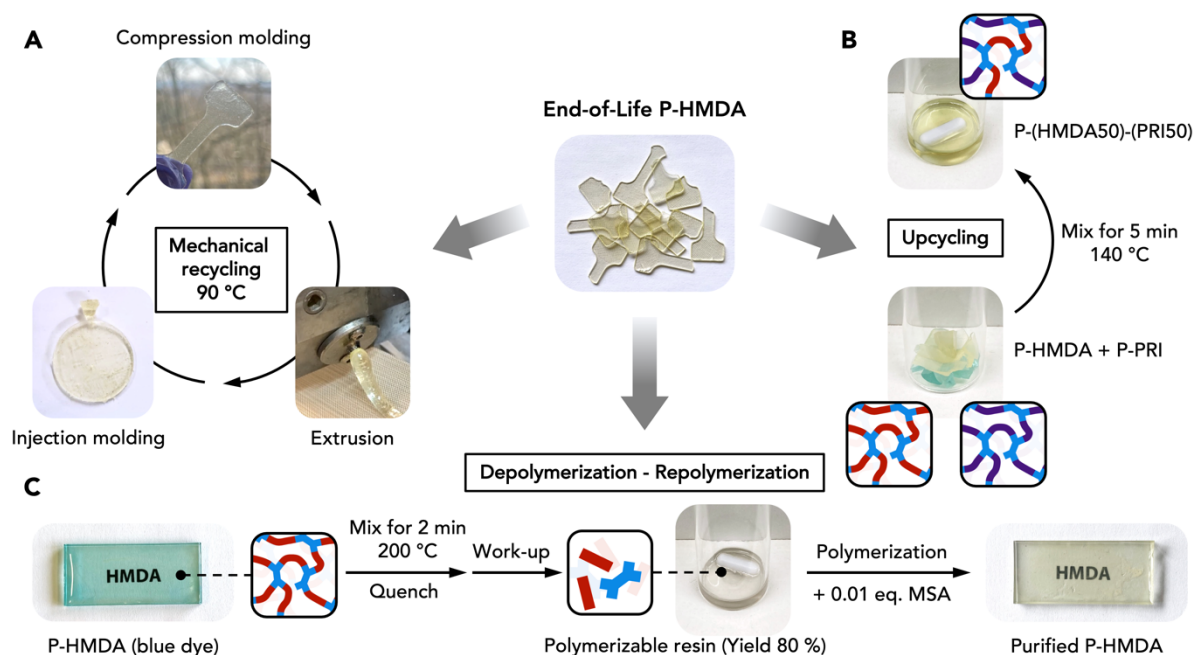 A
Compression molding
Mechanical
recycling
90 °C
Injection molding
Extrusion
End-of-Life P-HMDA
B
P-(HMDA50)-(PRI50)
Upcycling
Mix for 5 min
140 °C
P-HMDA + P-PRI
Depolymerization - Repolymerization
C
HMDA
P-HMDA (blue dye)
Mix for 2 min
200 °C
Quench
Work-up
Polymerizable resin (Yield 80 %)
Polymerization
+ 0.01 eq. MSA
HMDA
Purified P-HMDA